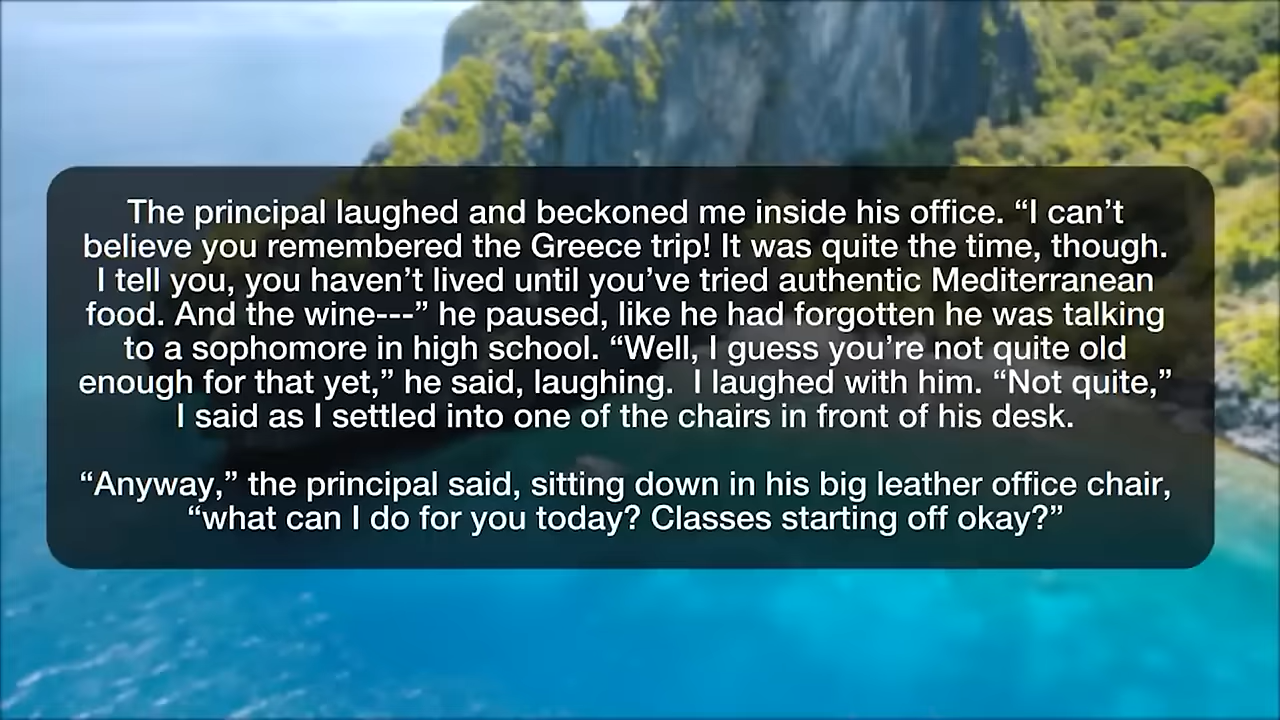 The principal laughed and beckoned me inside his office. “I can’t
believe you remembered the Greece trip! It was quite the time, though.
I tell you, you haven’t lived until you’ve tried authentic Mediterranean
food. And the wine---” he paused, like he had forgotten he was talking
to a sophomore in high school. “Well, I guess you’re not quite old
enough for that yet,” he said, laughing.  I laughed with him. “Not quite,”
I said as I settled into one of the chairs in front of his desk.

“Anyway,” the principal said, sitting down in his big leather office chair,
“what can I do for you today? Classes starting off okay?”